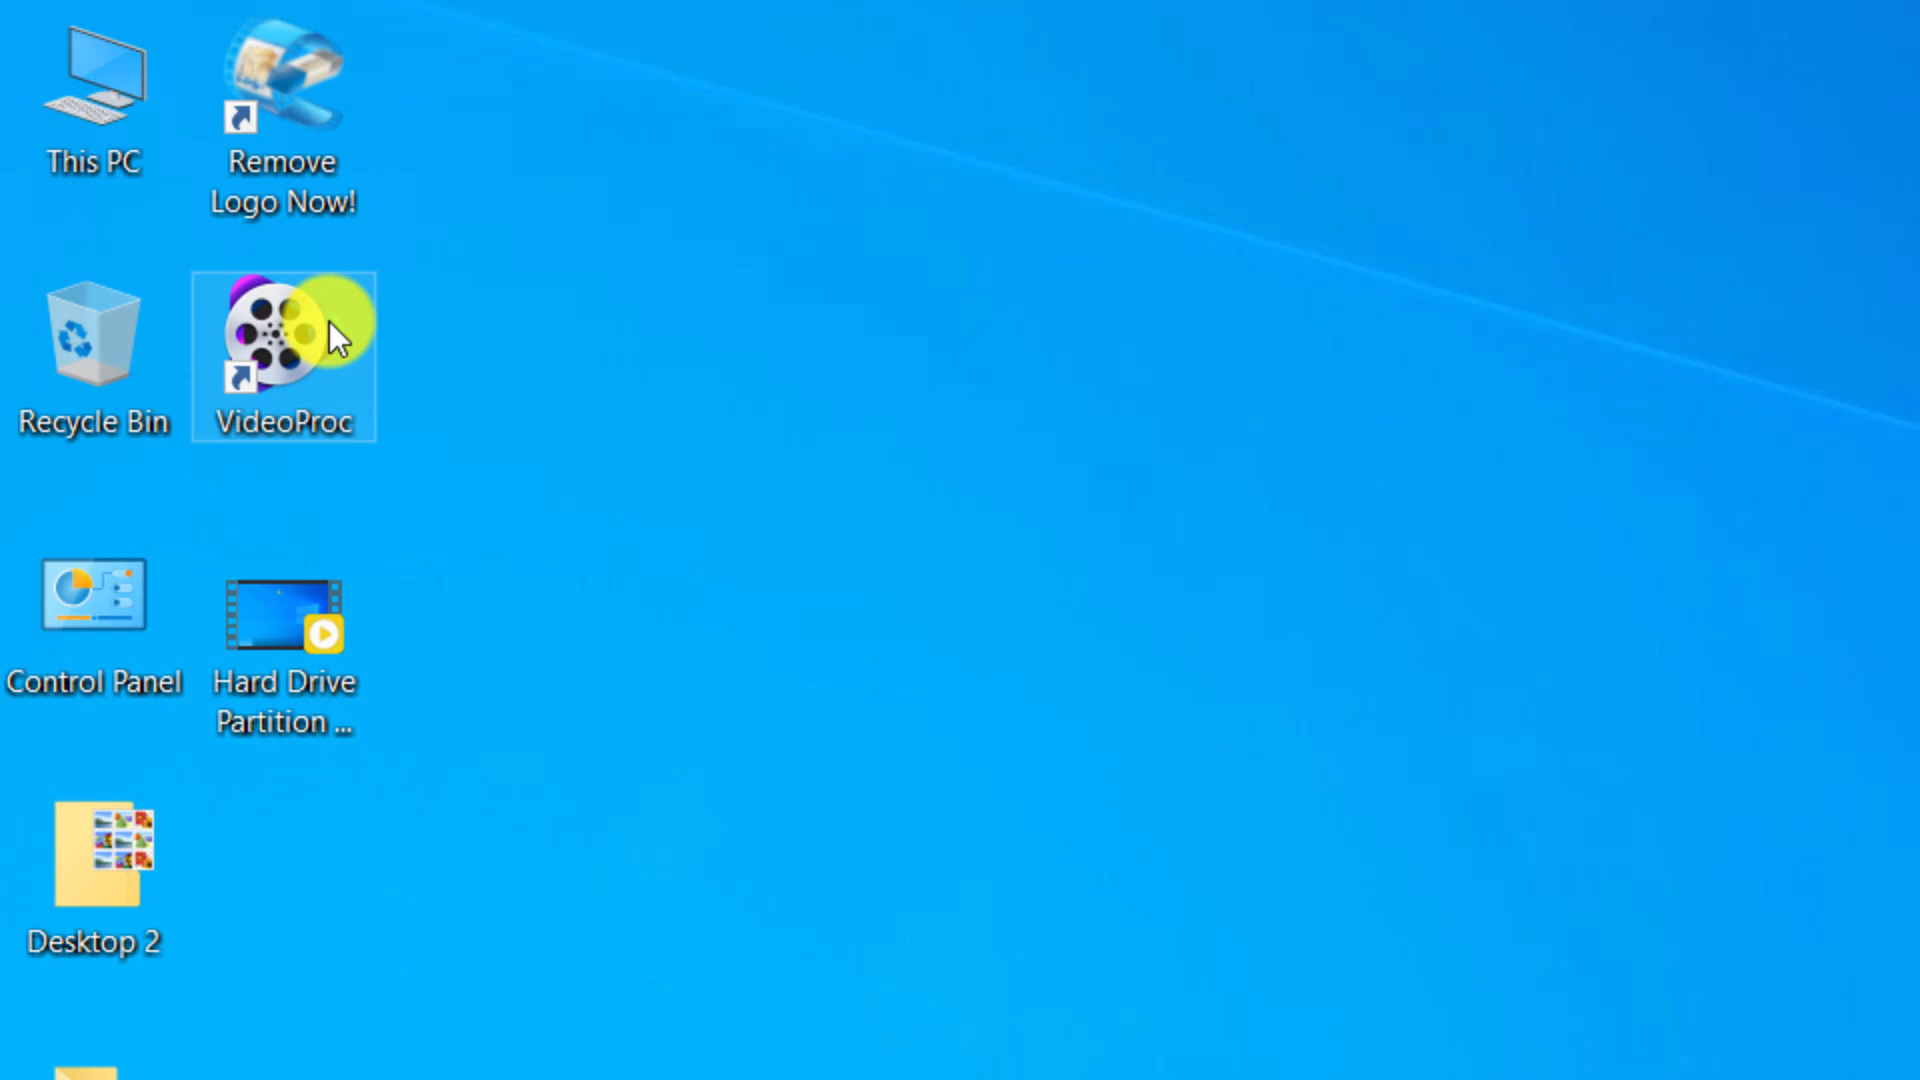 This PC
Remove
Logo Now!
Recycle Bin
VideoProc
Control Panel
Hard Drive
Partition ...
Desktop 2